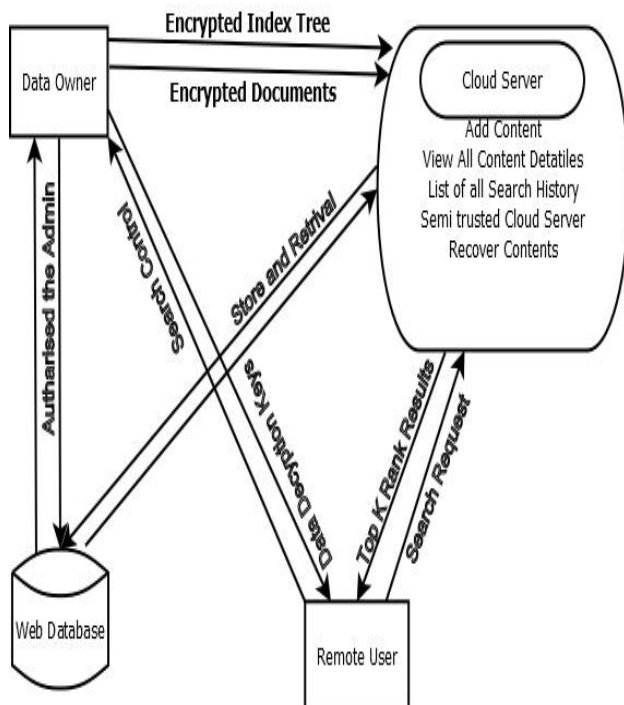 Encrypted Index Tree
Data Owner
Encrypted Documents
Cloud Server
Add Content
View All Content Detatiles
List of all Search History
Semi trusted Cloud Server
Recover Contents
Autharised the Admin
Search Control
Store and Retrival
Data Decyption Keys
Top K Rank Results
Search Request
Web Database
Remote User